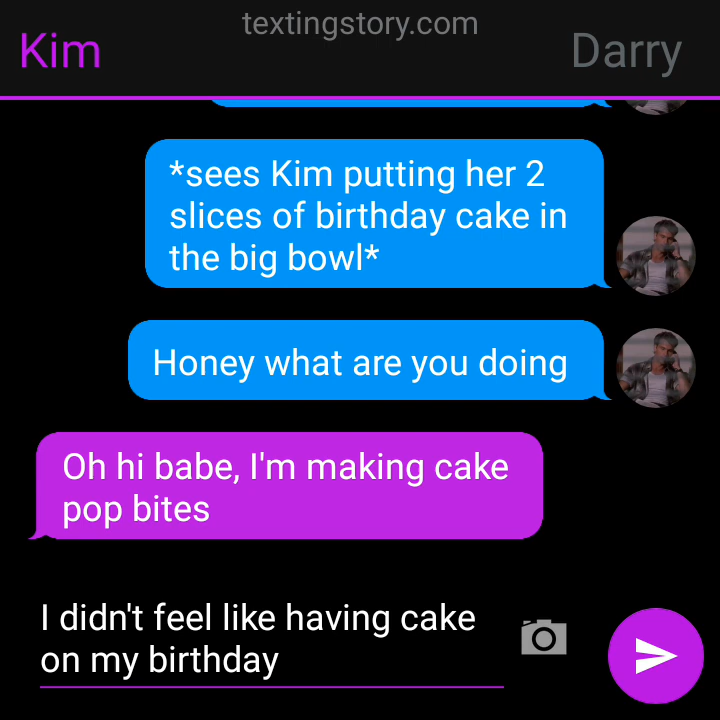 textingstory.com
Kim
Darry
*sees Kim putting her 2
slices of birthday cake in
the big bowl*
Honey what are you doing
Oh hi babe, I'm making cake
pop bites
I didn't feel like having cake
on my birthday